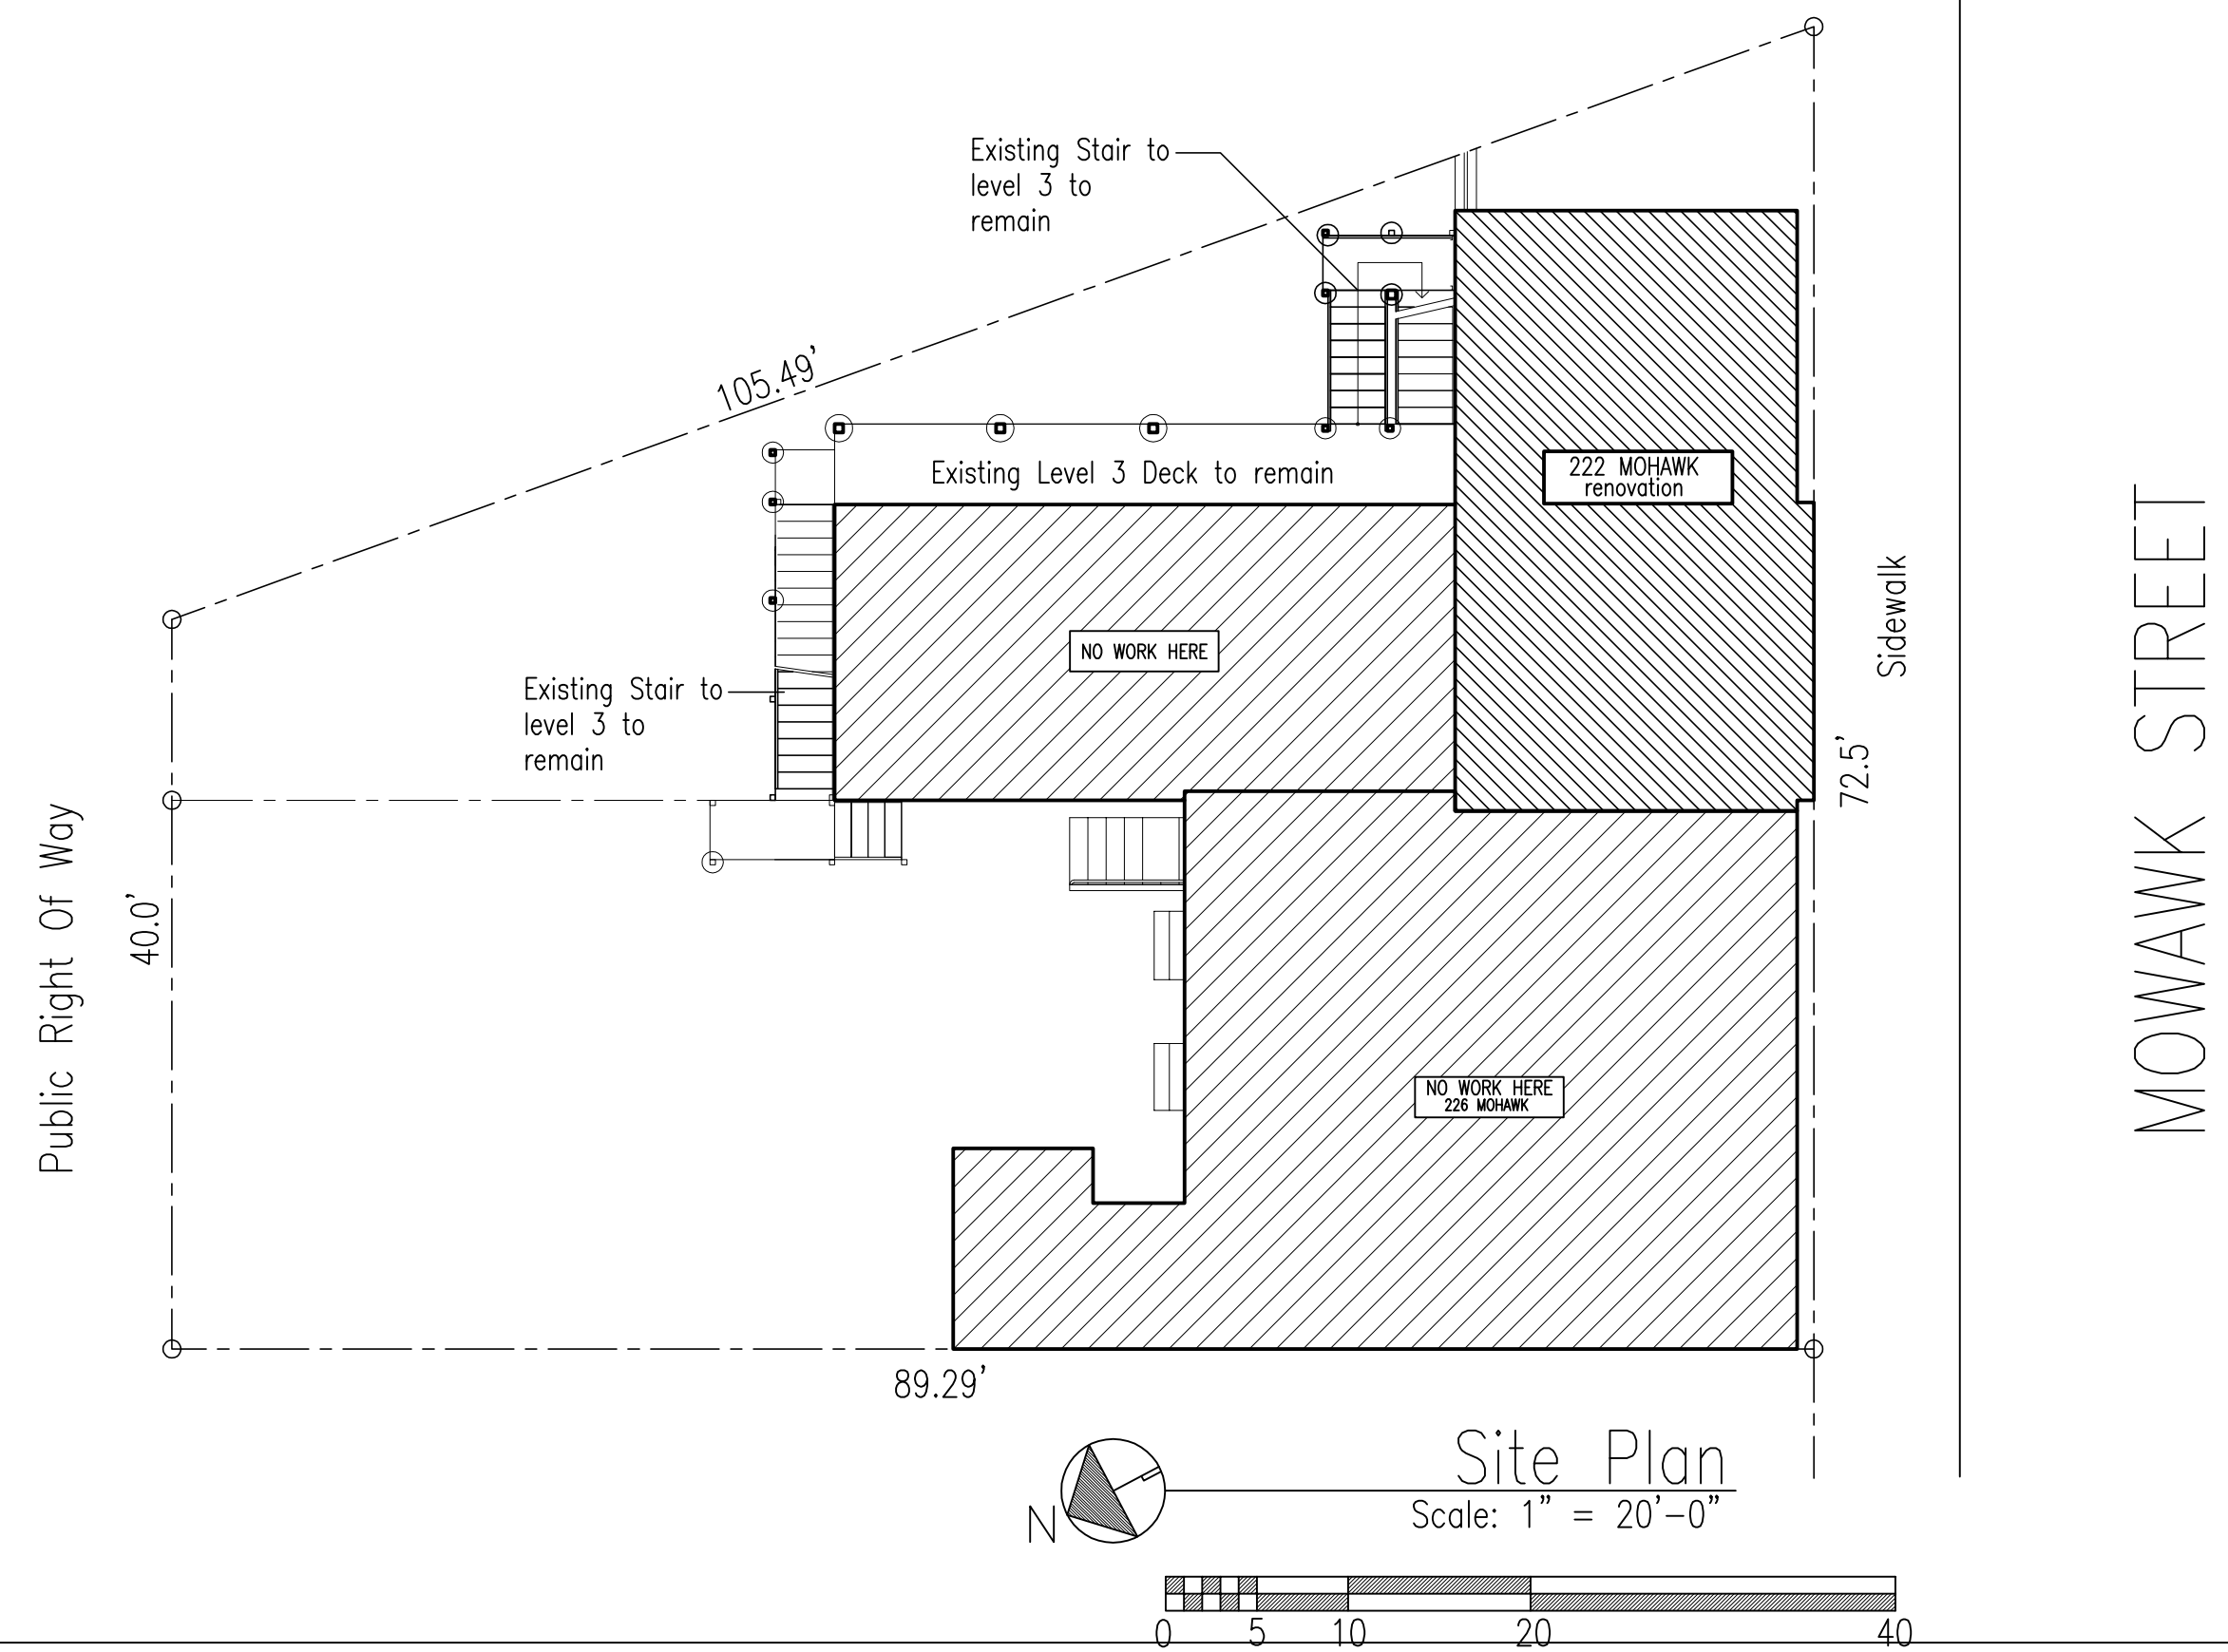 Existing Stair to
level 3 to
remain
105.49'
Existing Level 3 Deck to remain
222 MOHAWK
renovation
NO WORK HERE
Existing Stair to
level 3 to
remain
Sidewalk
72.5'
MOWAWK STREET
Public Right Of Way
40.0'
NO WORK HERE
226 MOHAWK
89.29'
N
Site Plan
Scale: 1" = 20'-0"
0 5 10 20 40